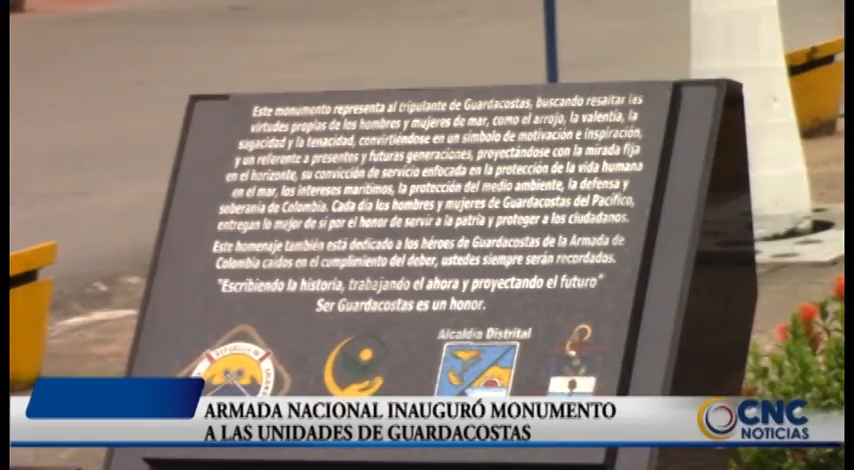 CNC
Este monumento representa al tripulante de Guardacostas, buscando resaltar las
virtudes propias de los hombres y mujeres de mar, como el arrojo, la valentía, la
sagacidad y la tenacidad, convirtiéndose en un símbolo de motivación e inspiración,
y un referente a presentes y futuras generaciones, proyectándose con la mirada fija
en el horizonte, su convicción de servicio enfocada en la protección de la vida humana
en el mar, los intereses marítimos, la protección del medio ambiente, la defensa y
soberanía de Colombia. Cada día los hombres y mujeres de Guardacostas del Pacífico,
entregan lo mejor de si por el honor de servir a la patria y proteger a los ciudadanos.
Este homenaje también está dedicado a los héroes de Guardacostas de la Armada de
Colombia caídos en el cumplimiento del deber, ustedes siempre serán recordados.
"Escribiendo la historia, trabajando el ahora y proyectando el futuro"
Ser Guardacostas es un honor.
Alcaldía Distrital
ARMADA NACIONAL INAUGURÓ MONUMENTO
A LAS UNIDADES DE GUARDACOSTAS
CNC
NOTICIAS